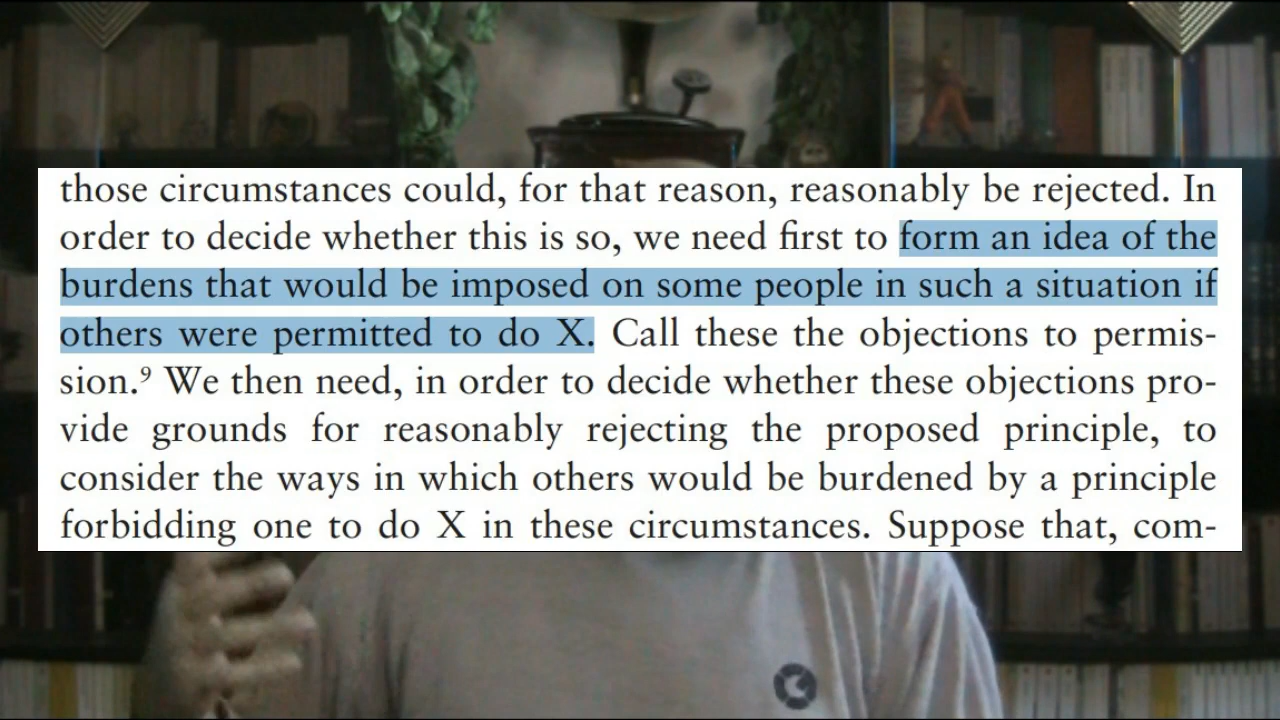 those circumstances could, for that reason, reasonably be rejected. In
order to decide whether this is so, we need first to form an idea of the
burdens that would be imposed on some people in such a situation if
others were permitted to do X. Call these the objections to permis-
sion.⁹ We then need, in order to decide whether these objections pro-
vide grounds for reasonably rejecting the proposed principle, to
consider the ways in which others would be burdened by a principle
forbidding one to do X in these circumstances. Suppose that, com-